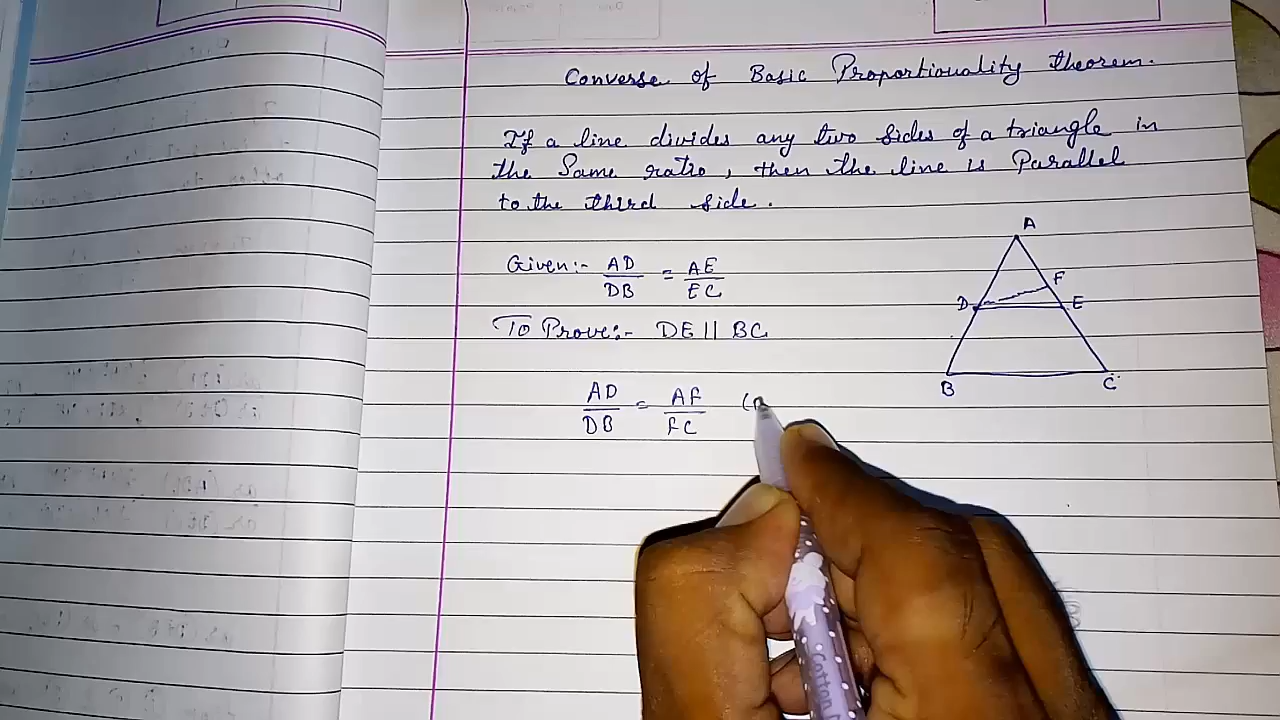 Converse of Basic Proportionality theorem.
If a line divides any two sides of a triangle in
the Same ratio, then the line is Parallel
to the third side.
Given:- AD/DB = AE/EC
To Prove:- DE || BC
AD/DB = AF/FC (
A
F
D
E
B
C
Cotton